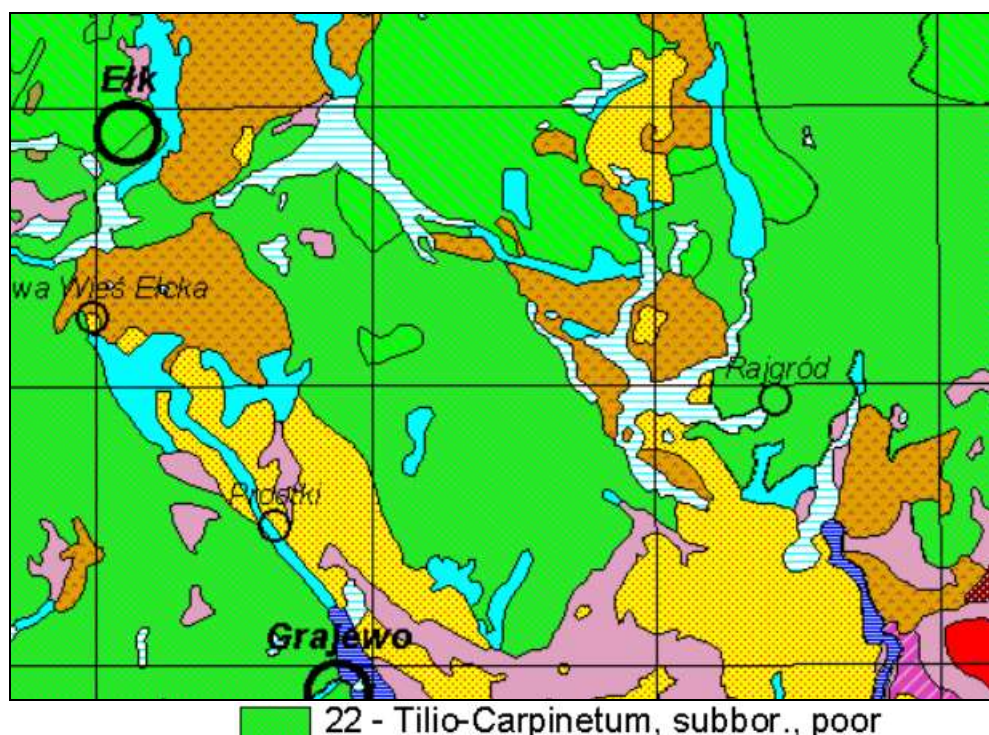 Ełk
wa Wieś Ełcka
Rajgród
Prostki
Grajewo
22 - Tilio-Carpinetum, subbor., poor